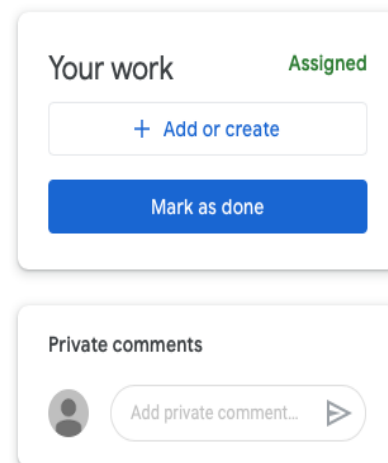 Your work
Assigned
+ Add or create
Mark as done
Private comments
Add private comment...